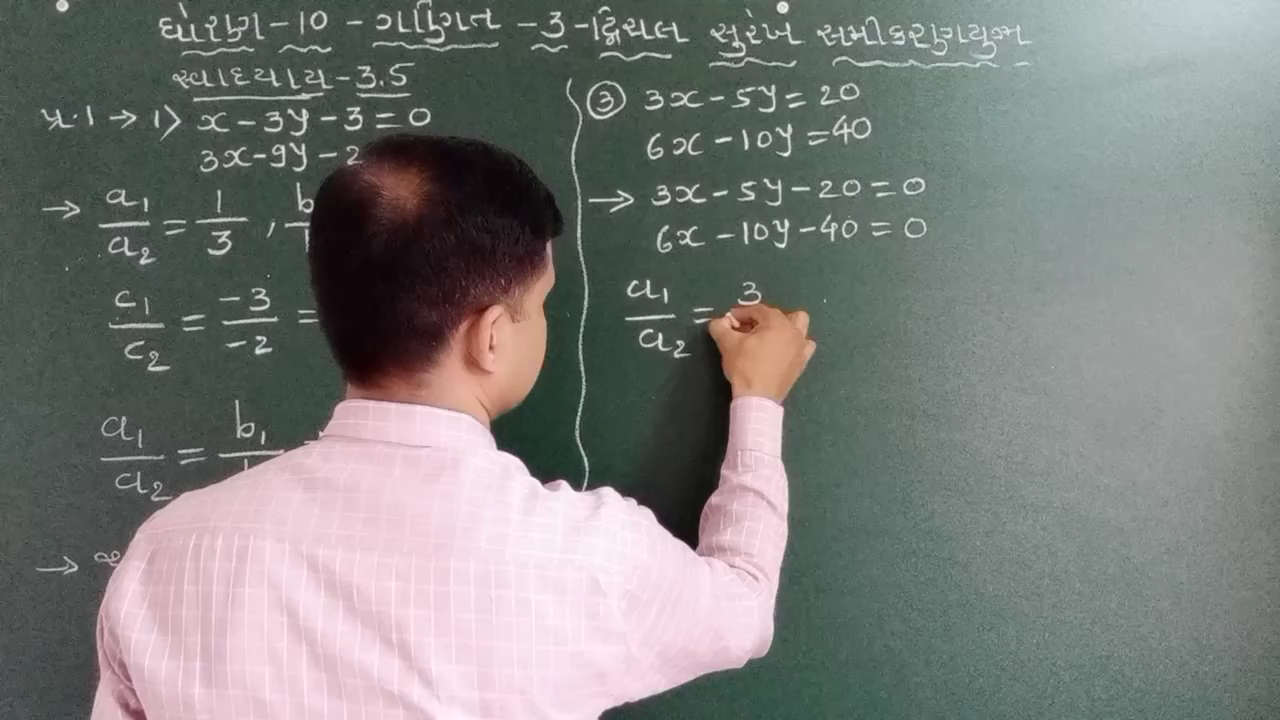 ધોરણ-10 - ગણિત - 3 - દ્વિચલ સુરેખ સમીકરણયુગ્મ
સ્વાધ્યાય - 3.5
પ્ર.1 → 1) x - 3y - 3 = 0
3x - 9y - 2
→ a₁/a₂ = 1/3 , b
c₁/c₂ = -3/-2 =
a₁/a₂ = b₁
→
③ 3x - 5y = 20
6x - 10y = 40
→ 3x - 5y - 20 = 0
6x - 10y - 40 = 0
a₁/a₂ = 3